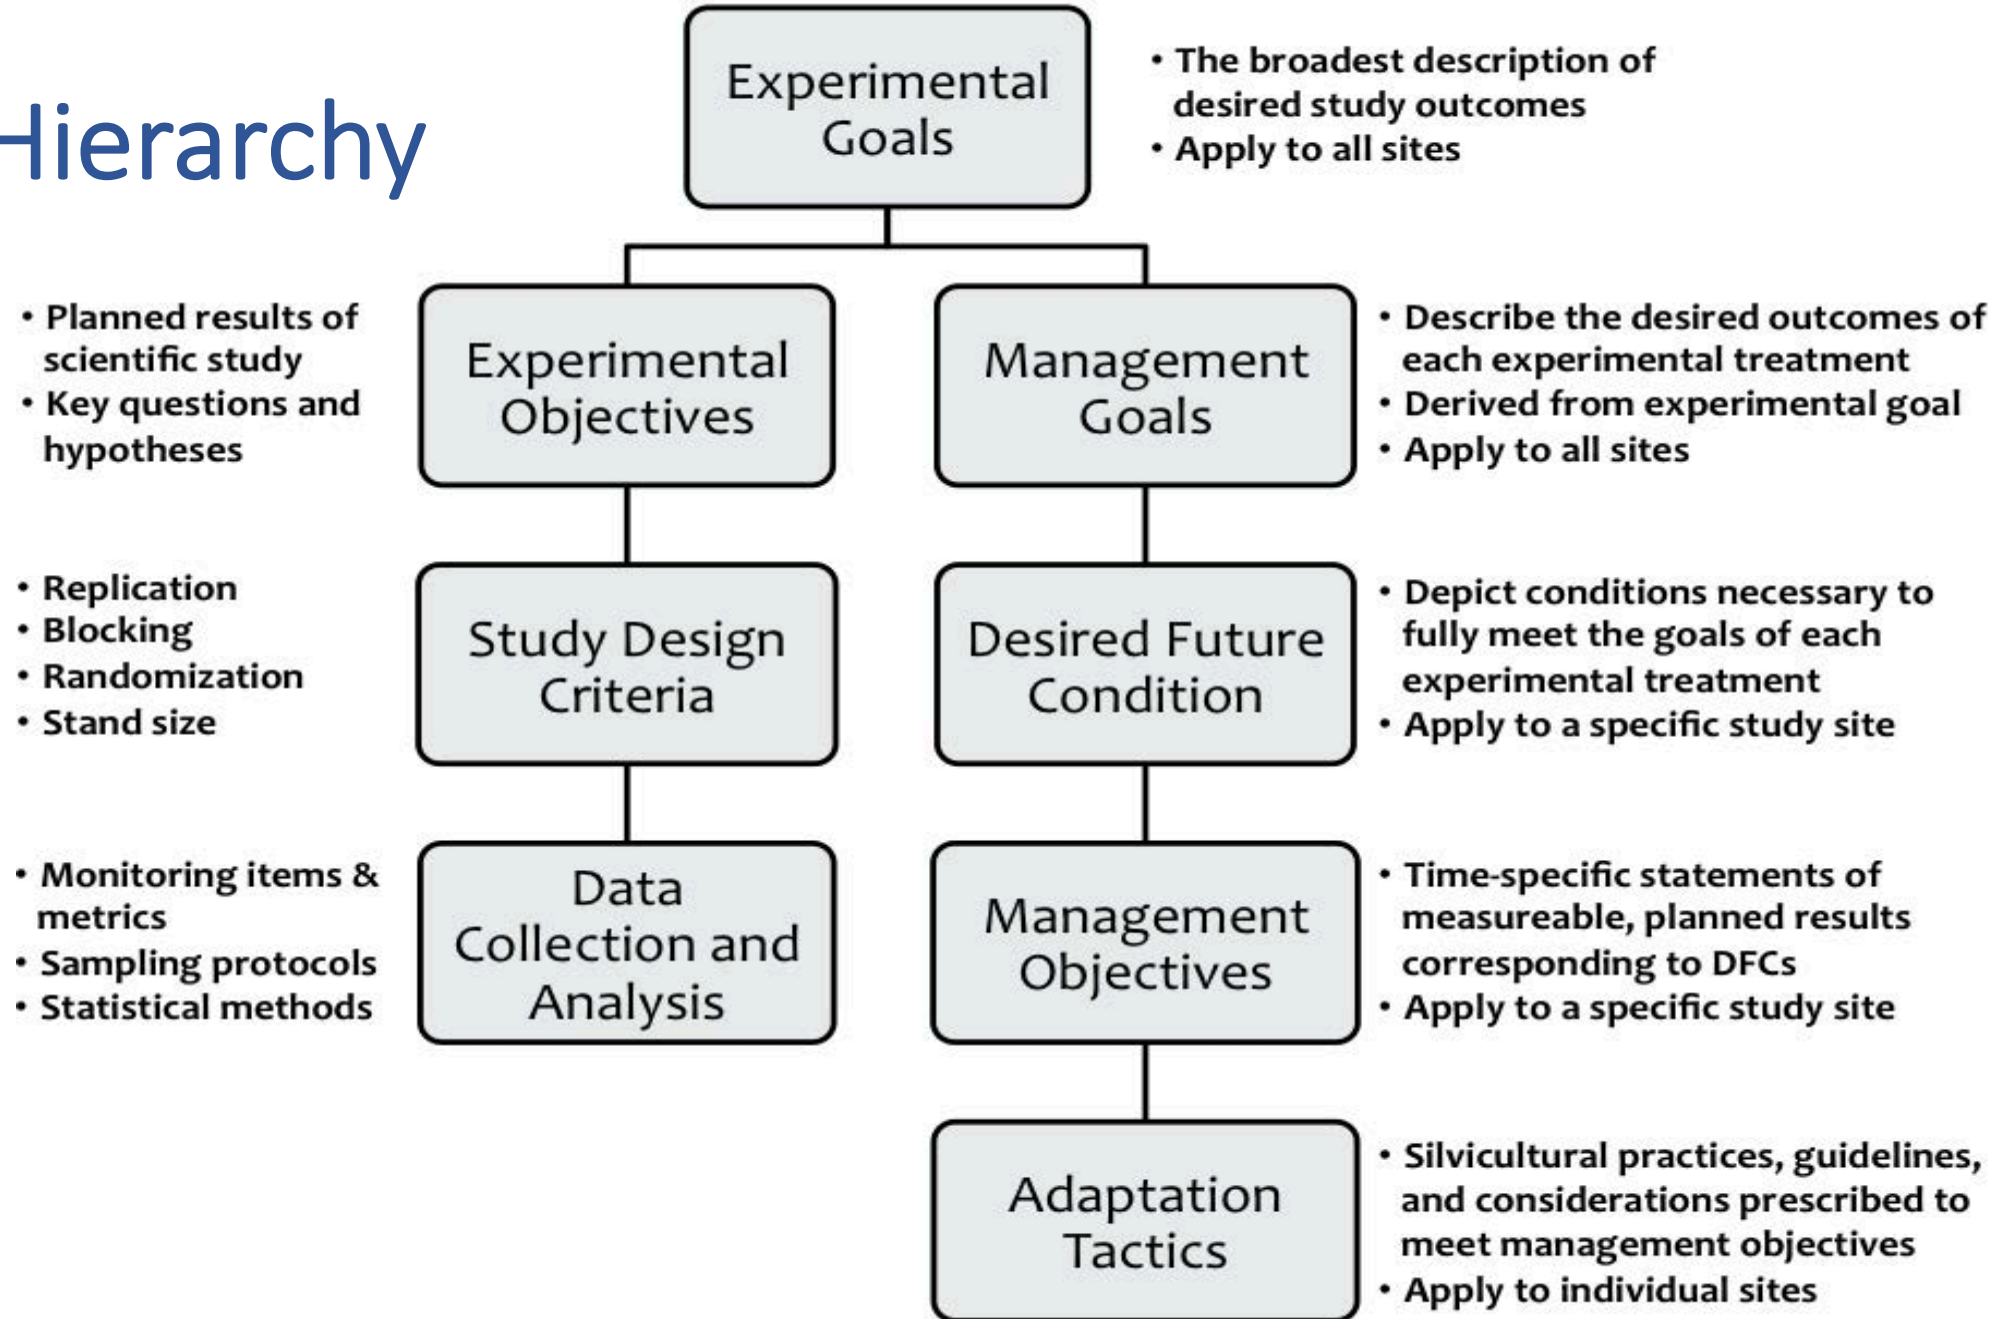 Hierarchy
Experimental
Goals
• The broadest description of
desired study outcomes
• Apply to all sites
• Planned results of
scientific study
• Key questions and
hypotheses
Experimental
Objectives
Management
Goals
• Describe the desired outcomes of
each experimental treatment
• Derived from experimental goal
• Apply to all sites
• Replication
• Blocking
• Randomization
• Stand size
Study Design
Criteria
Desired Future
Condition
• Depict conditions necessary to
fully meet the goals of each
experimental treatment
• Apply to a specific study site
• Monitoring items &
metrics
• Sampling protocols
• Statistical methods
Data
Collection and
Analysis
Management
Objectives
• Time-specific statements of
measureable, planned results
corresponding to DFCs
• Apply to a specific study site
Adaptation
Tactics
• Silvicultural practices, guidelines,
and considerations prescribed to
meet management objectives
• Apply to individual sites